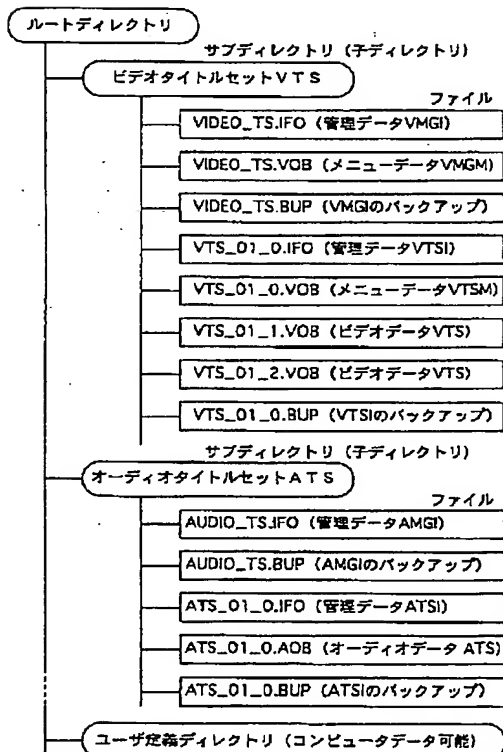 ルートディレクトリ
サブディレクトリ（子ディレクトリ）
ビデオタイトルセットVTS
ファイル
VIDEO_TS.IFO（管理データVMGI）
VIDEO_TS.VOB（メニューデータVMGM）
VIDEO_TS.BUP（VMGIのバックアップ）
VTS_01_0.IFO（管理データVTSI）
VTS_01_0.VOB（メニューデータVTSM）
VTS_01_1.VOB（ビデオデータVTS）
VTS_01_2.VOB（ビデオデータVTS）
VTS_01_0.BUP（VTSIのバックアップ）
サブディレクトリ（子ディレクトリ）
オーディオタイトルセットATS
ファイル
AUDIO_TS.IFO（管理データAMGI）
AUDIO_TS.BUP（AMGIのバックアップ）
ATS_01_0.IFO（管理データATSI）
ATS_01_0.AOB（オーディオデータ ATS）
ATS_01_0.BUP（ATSIのバックアップ）
ユーザ定義ディレクトリ（コンピュータデータ可能）